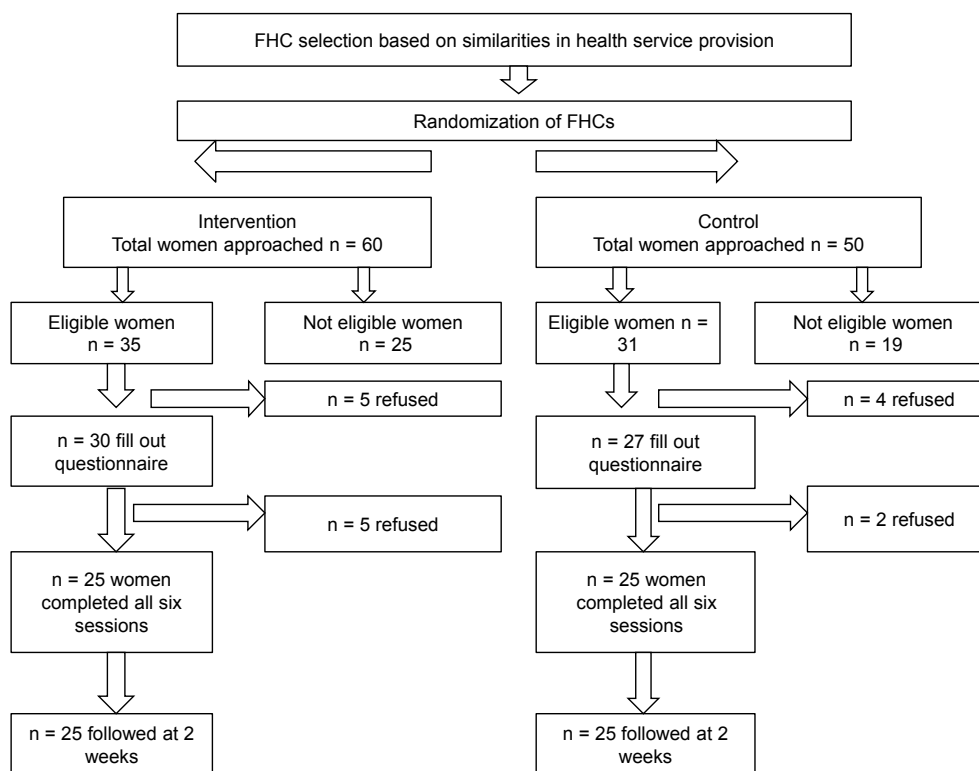 FHC selection based on similarities in health service provision
Randomization of FHCs
Intervention
Total women approached n = 60
Control
Total women approached n = 50
Eligible women
n = 35
Not eligible women
n = 25
Eligible women n =
31
Not eligible women
n = 19
n = 5 refused
n = 4 refused
n = 30 fill out
questionnaire
n = 27 fill out
questionnaire
n = 5 refused
n = 2 refused
n = 25 women
completed all six
sessions
n = 25 women
completed all six
sessions
n = 25 followed at 2
weeks
n = 25 followed at 2
weeks